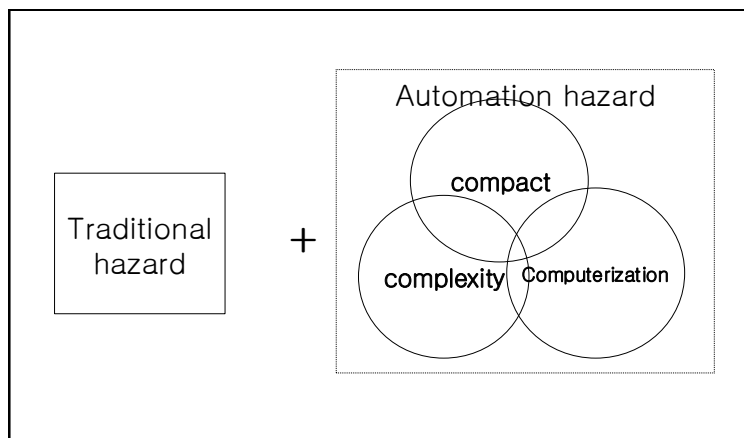 Automation hazard
compact
Traditional
hazard
+
complexity
Computerization